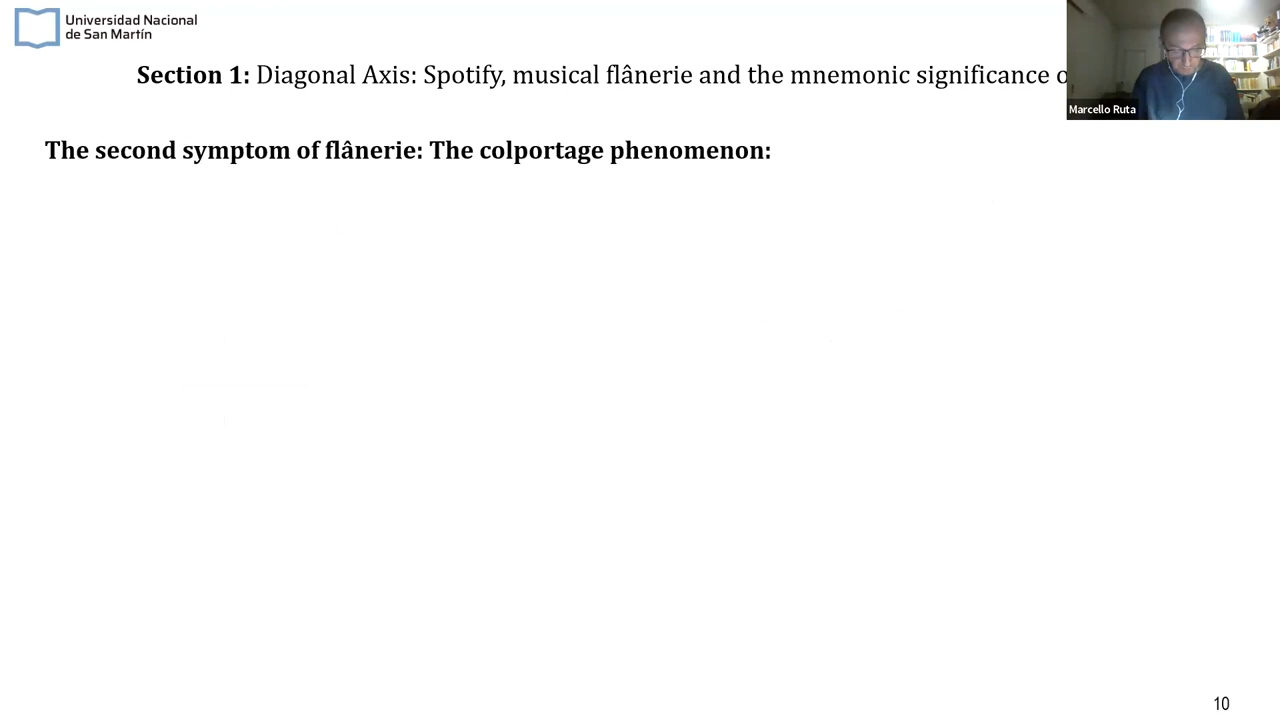 Universidad Nacional
de San Martín
Section 1: Diagonal Axis: Spotify, musical flânerie and the mnemonic significance
Marcello Ruta
The second symptom of flânerie: The colportage phenomenon:
10